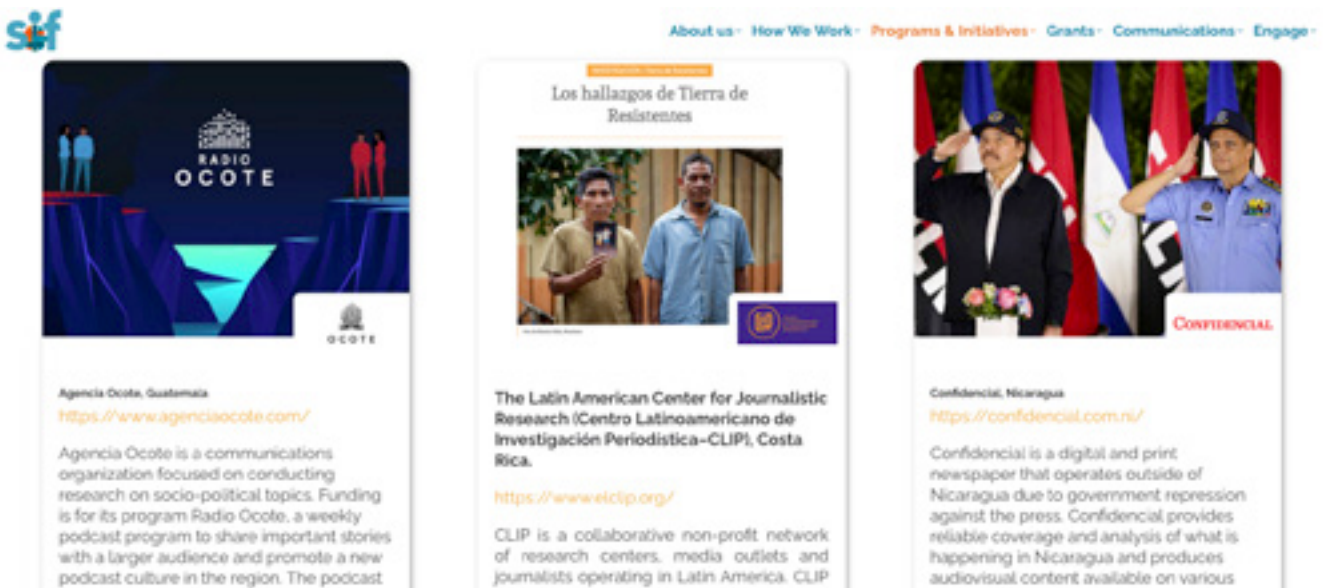 sif
About us
How We Work
Programs & Initiatives
Grants
Communications
Engage
RADIO
OCOTE
OCOTE
Agencia Ocote, Guatemala
https://www.agenciaocote.com/
Agencia Ocote is a communications
organization focused on conducting
research on socio-political topics. Funding
is for its program Radio Ocote, a weekly
podcast program to share important stories
with a larger audience and promote a new
podcast culture in the region. The podcast
Los hallazgos de Tierra de
Resistentes
The Latin American Center for Journalistic
Research (Centro Latinoamericano de
Investigación Periodística–CLIP), Costa
Rica.
https://www.elclip.org/
CLIP is a collaborative non-profit network
of research centers, media outlets and
journalists operating in Latin America. CLIP
CONFIDENCIAL
Confidencial, Nicaragua
https://confidencial.com.ni/
Confidencial is a digital and print
newspaper that operates outside of
Nicaragua due to government repression
against the press. Confidencial provides
reliable coverage and analysis of what is
happening in Nicaragua and produces
audiovisual content available on various